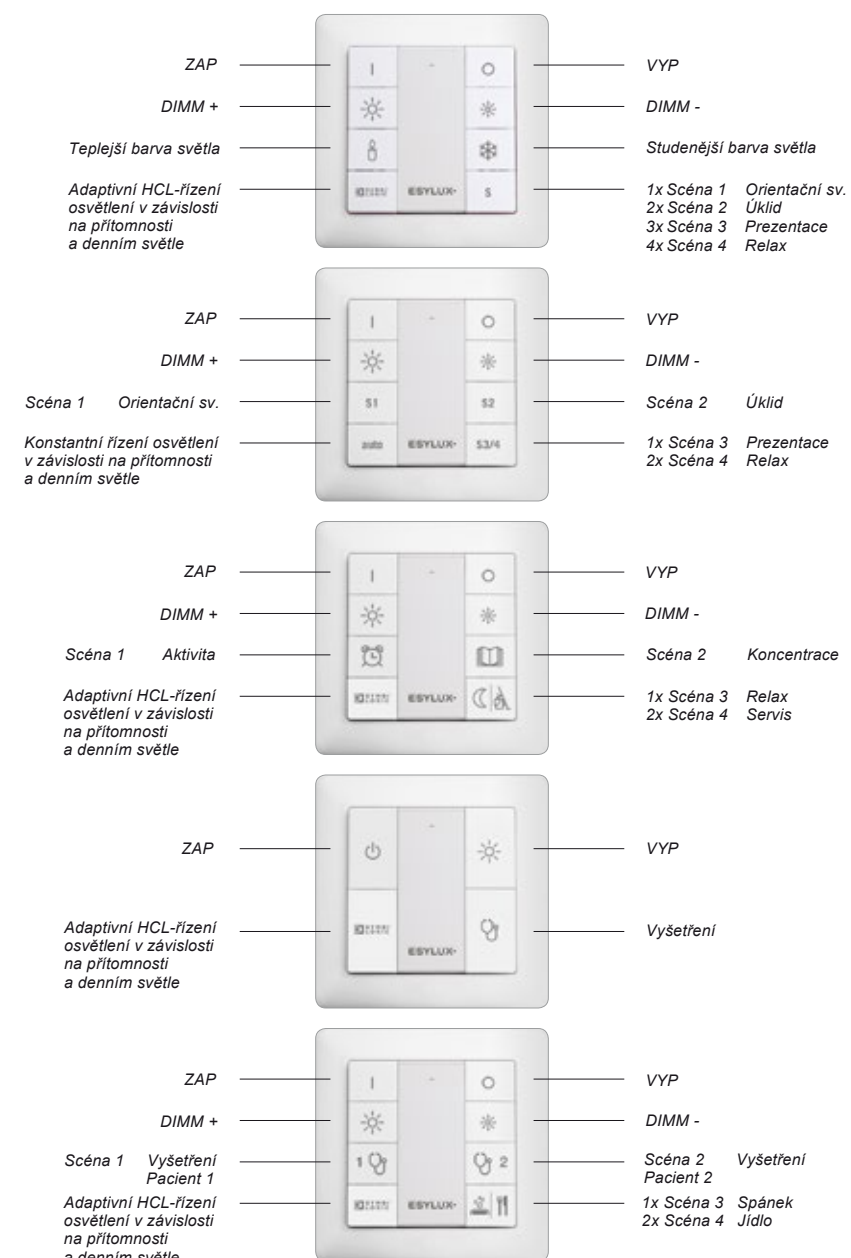 ZAP
VYP
DIMM +
DIMM -
Teplejší barva světla
Studenější barva světla
Adaptivní HCL-řízení
osvětlení v závislosti
na přítomnosti
a denním světle
1x Scéna 1 Orientační sv.
2x Scéna 2 Úklid
3x Scéna 3 Prezentace
4x Scéna 4 Relax
ESYLUX
S
ZAP
VYP
DIMM +
DIMM -
Scéna 1 Orientační sv.
S1
S2
Scéna 2 Úklid
Konstantní řízení osvětlení
v závislosti na přítomnosti
a denním světle
auto
ESYLUX
S3/4
1x Scéna 3 Prezentace
2x Scéna 4 Relax
ZAP
VYP
DIMM +
DIMM -
Scéna 1 Aktivita
Scéna 2 Koncentrace
Adaptivní HCL-řízení
osvětlení v závislosti
na přítomnosti
a denním světle
ESYLUX
1x Scéna 3 Relax
2x Scéna 4 Servis
ZAP
VYP
Adaptivní HCL-řízení
osvětlení v závislosti
na přítomnosti
a denním světle
ESYLUX
Vyšetření
ZAP
VYP
DIMM +
DIMM -
Scéna 1 Vyšetření
Pacient 1
1
2
Scéna 2 Vyšetření
Pacient 2
Adaptivní HCL-řízení
osvětlení v závislosti
na přítomnosti
a denním světle
ESYLUX
1x Scéna 3 Spánek
2x Scéna 4 Jídlo